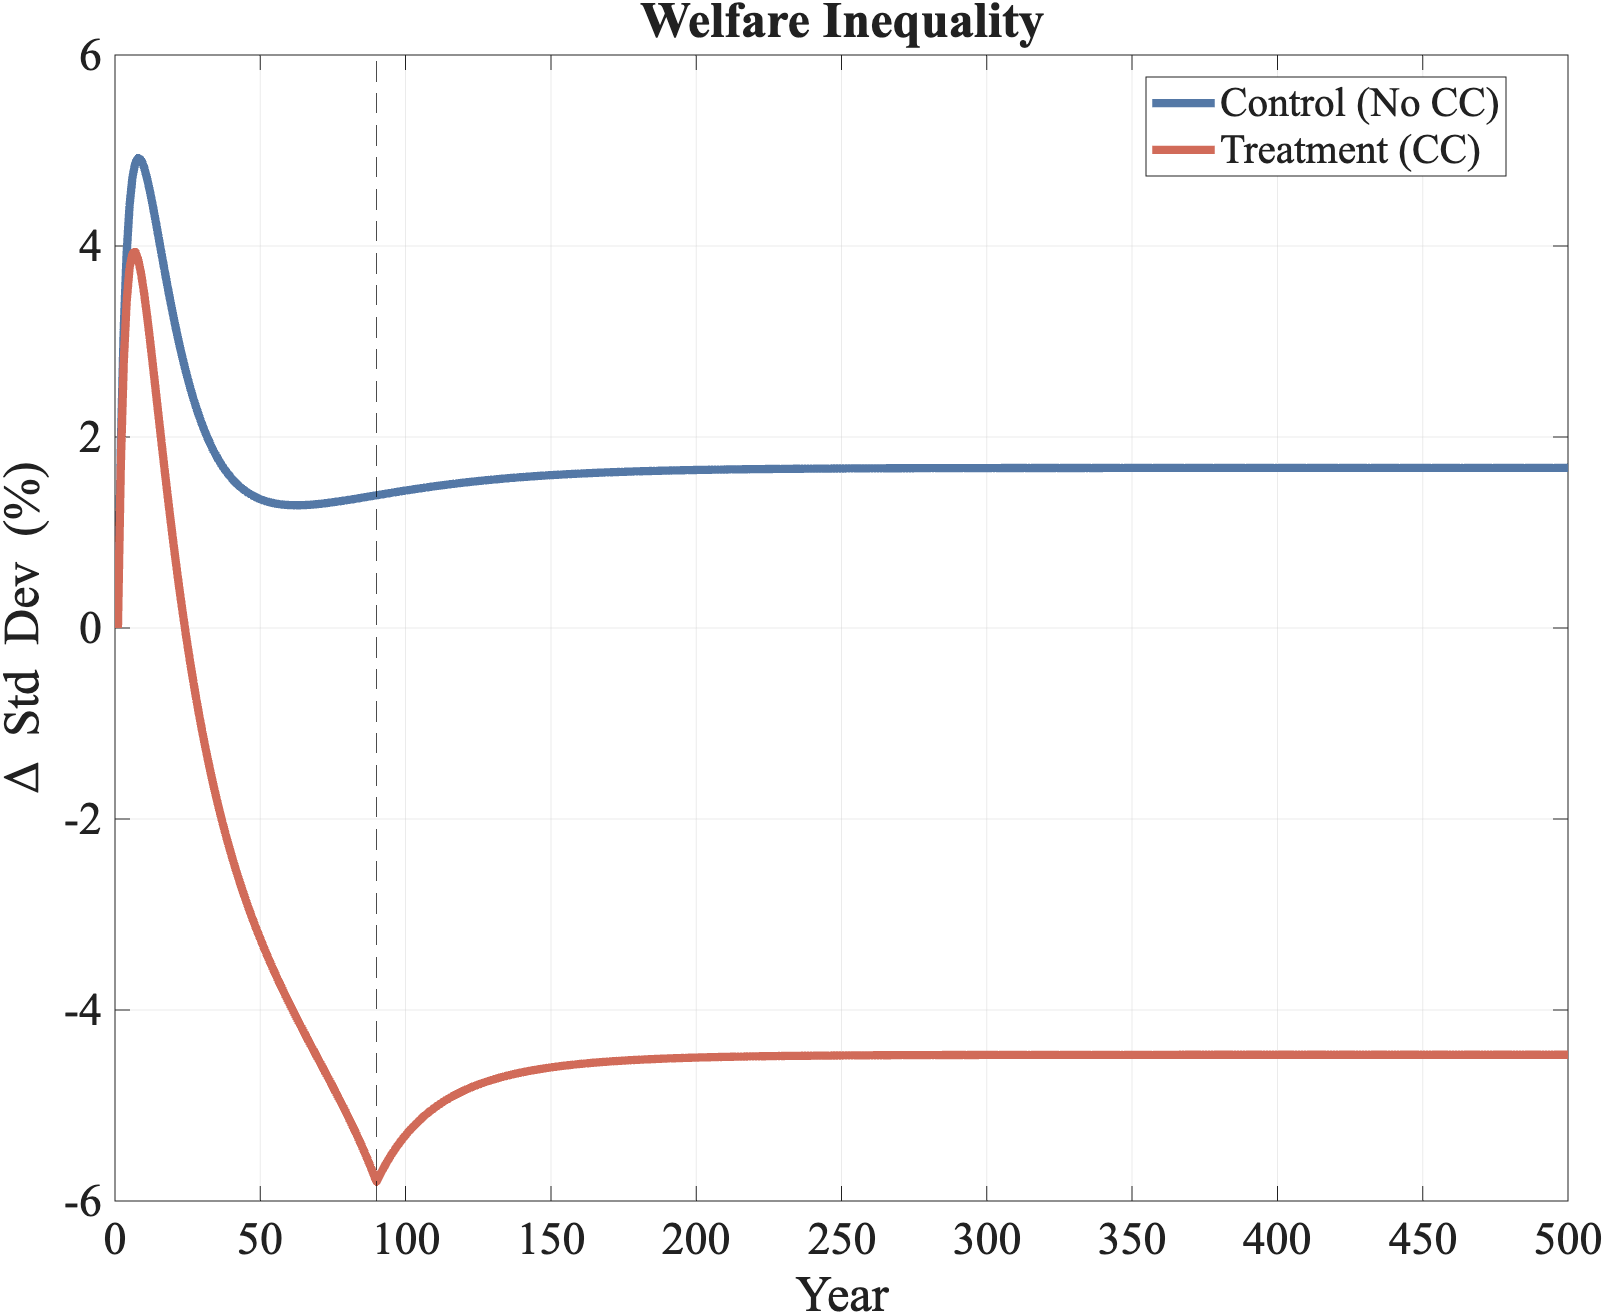 Welfare Inequality
Control (No CC)
Treatment (CC)
Δ Std Dev (%)
6
4
2
0
-2
-4
-6
0 50 100 150 200 250 300 350 400 450 500
Year